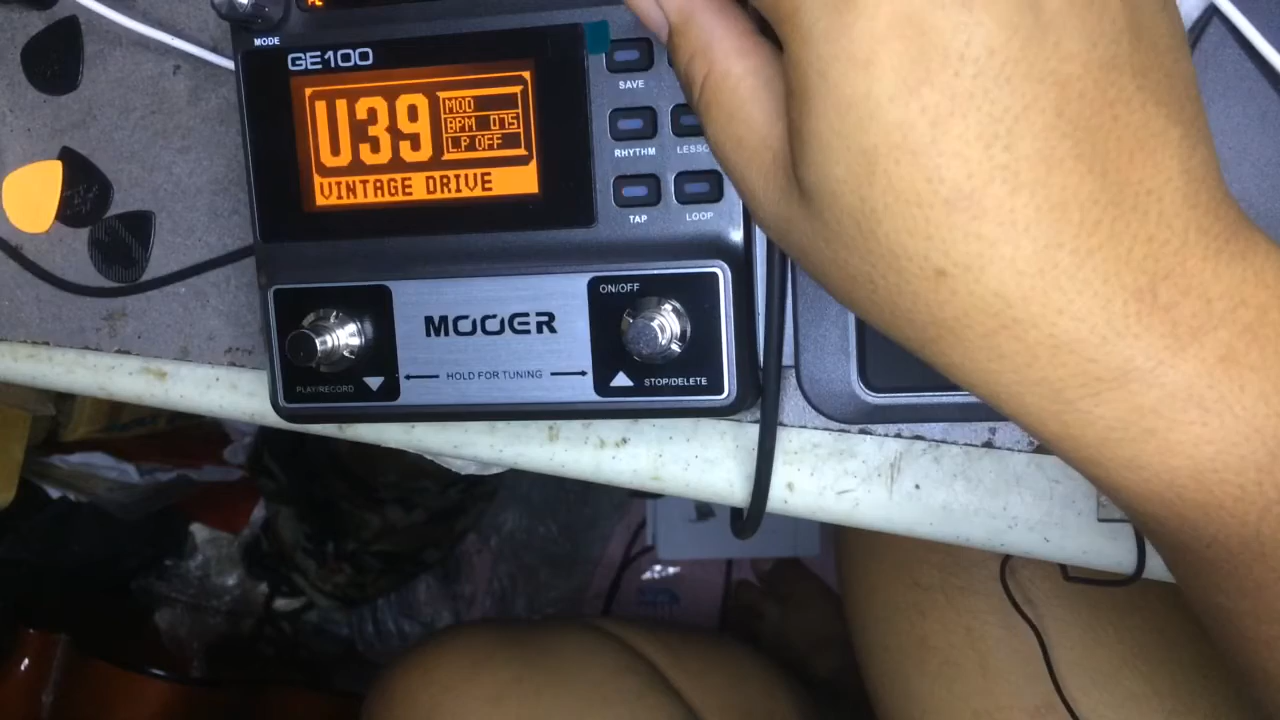 MODE
GE100
SAVE
U39
MOD
BPM 075
L.P OFF
RHYTHM
VINTAGE DRIVE
TAP
LOOP
ON/OFF
MOOER
HOLD FOR TUNING
PLAY/RECORD
STOP/DELETE